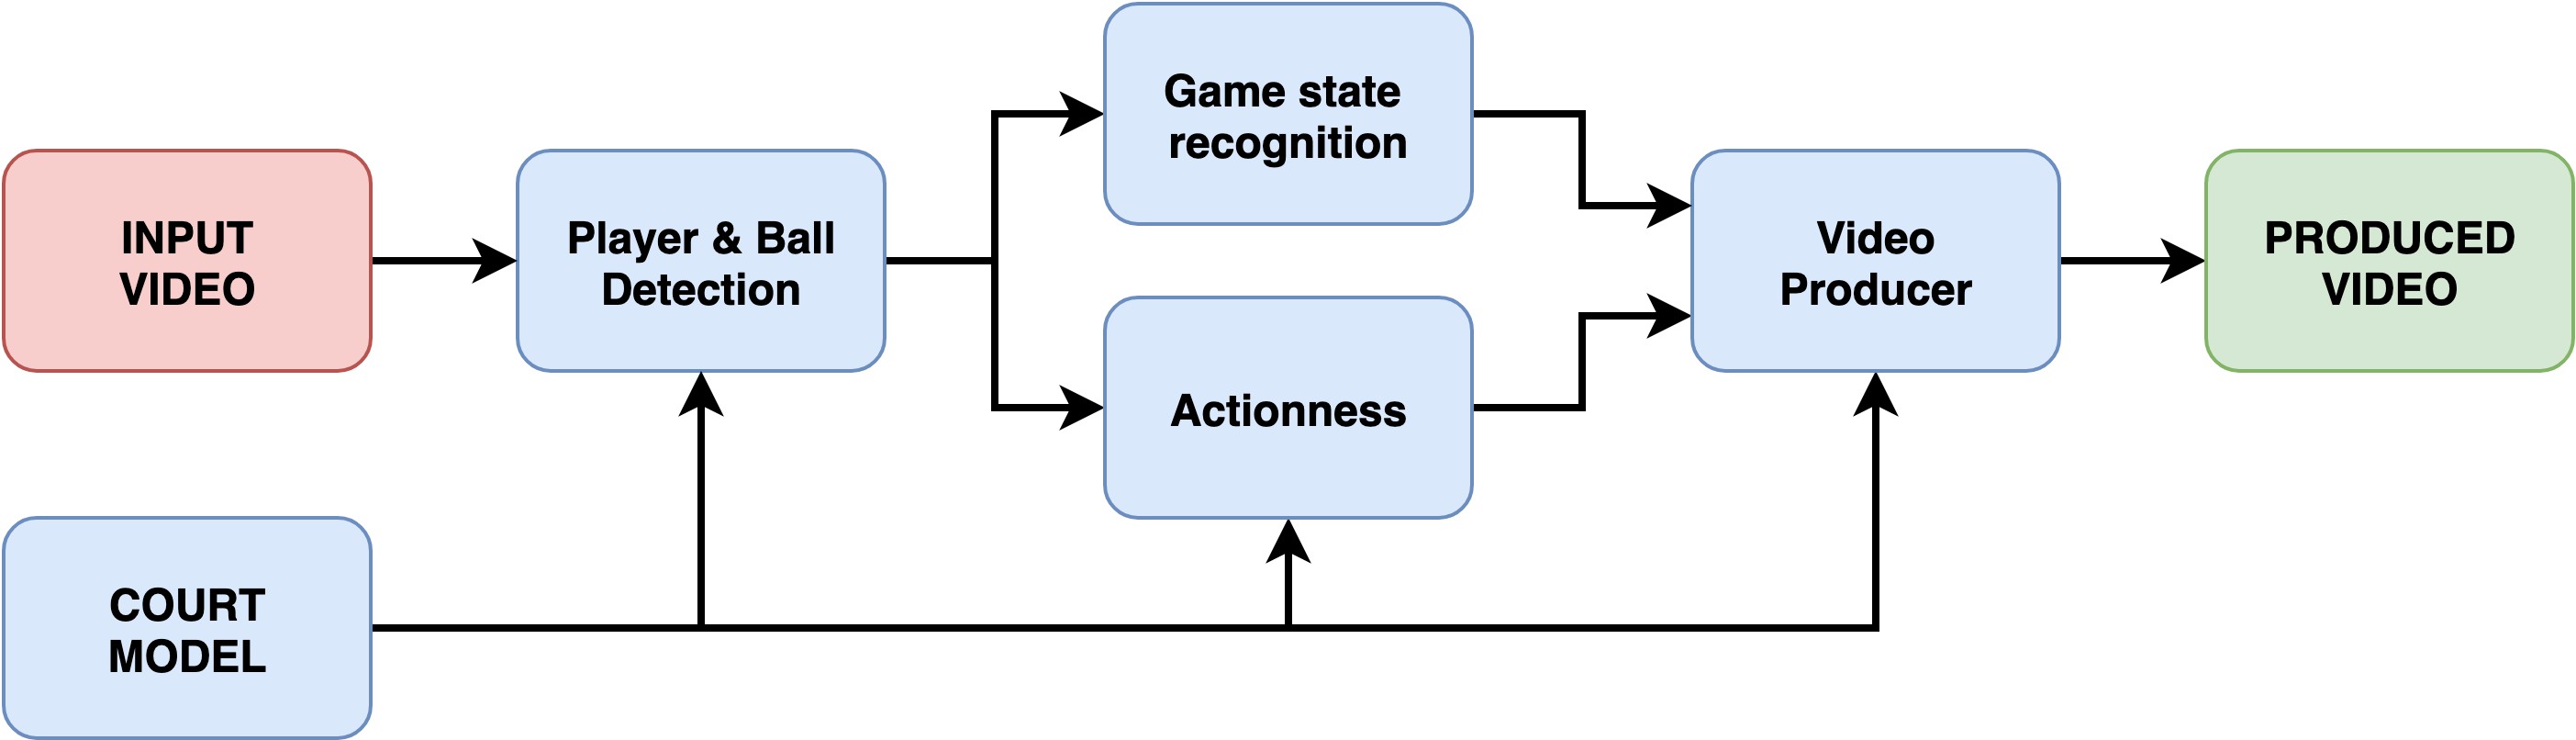 INPUT
VIDEO
Player & Ball
Detection
Game state
recognition
Actionness
Video
Producer
PRODUCED
VIDEO
COURT
MODEL